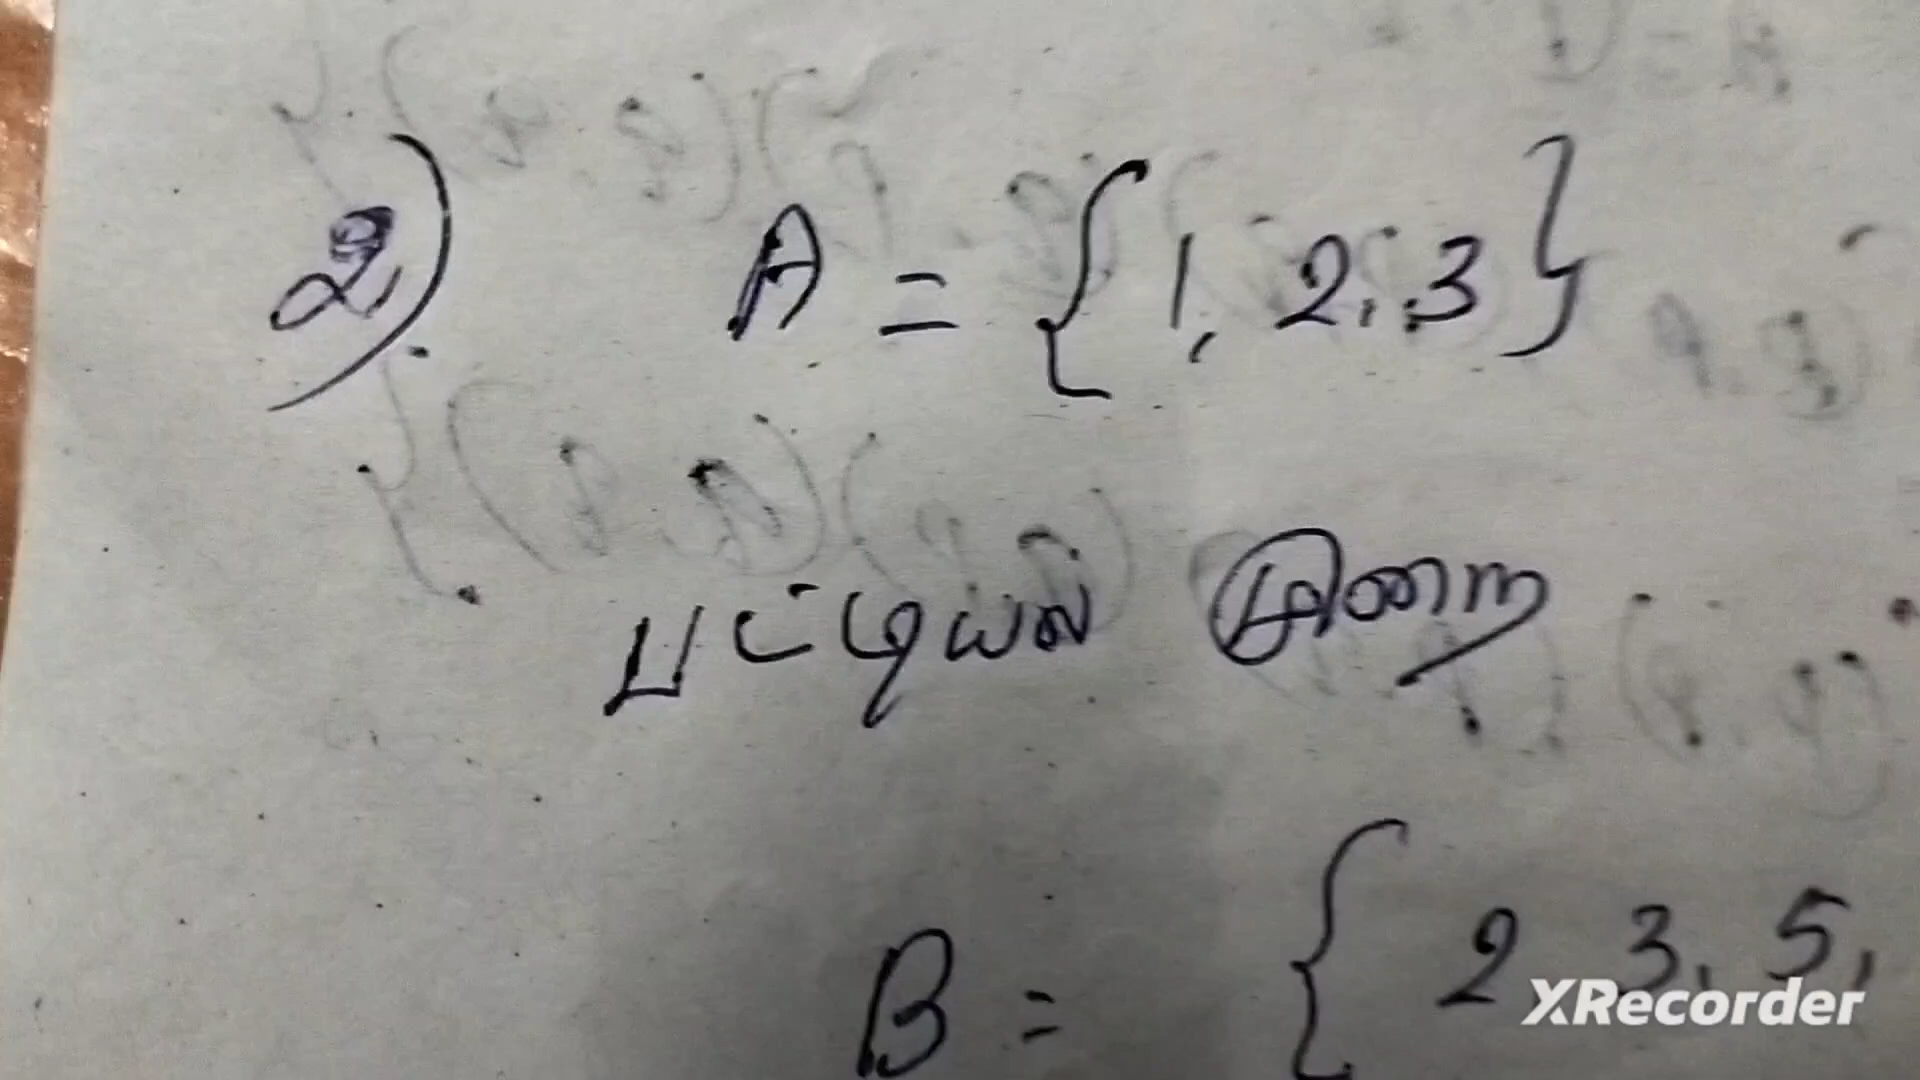 2) A = {1, 2, 3}
பட்டியல் முறை
B = {2 3, 5,
XRecorder